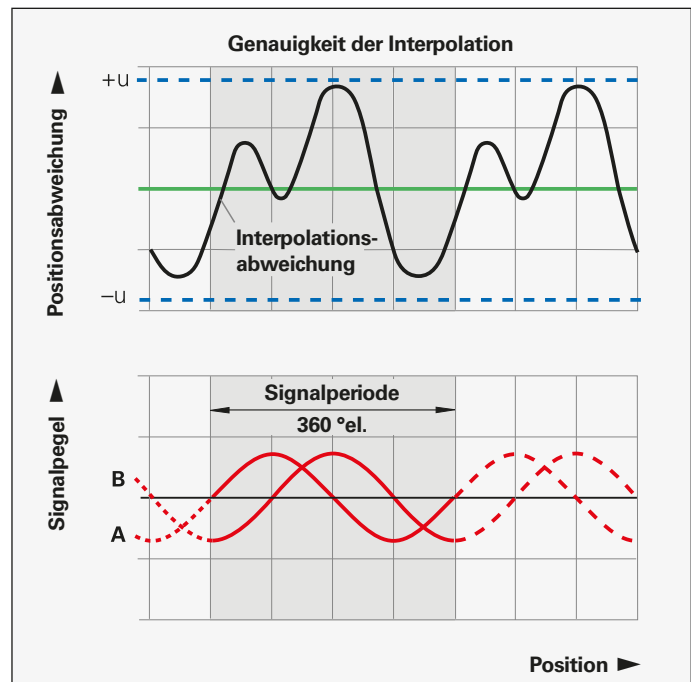 Genauigkeit der Interpolation
Positionsabweichung ▲
+u
Interpolations-
abweichung
–u
Signalpegel ▲
Signalperiode
360 °el.
B
A
Position ►